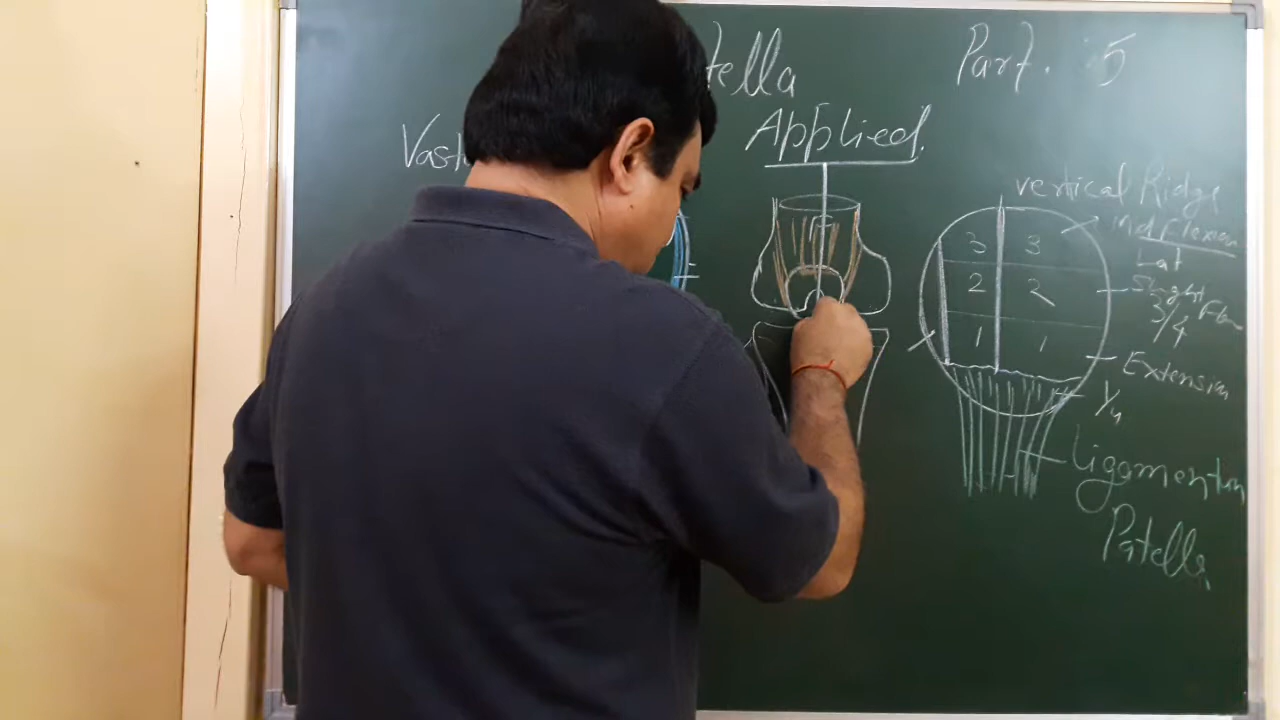 tella
Part. 5
Applied.
Vast
vertical Ridge
Med Flexion
Lat
3 3
2 2
1 1
Slight
3/4
Extension
1/4
Ligamentum
Patella